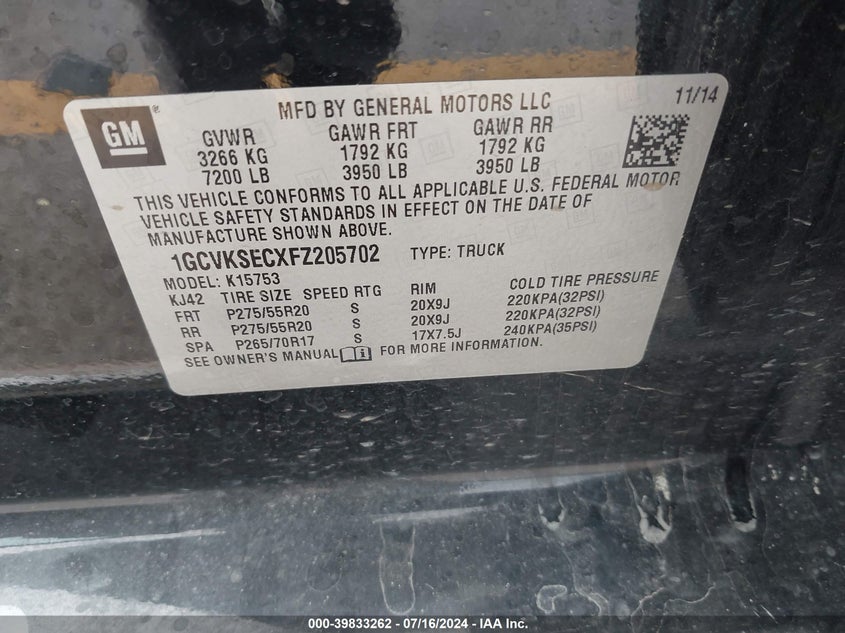 GM
MFD BY GENERAL MOTORS LLC
11/14
GVWR GAWR FRT GAWR RR
3266 KG 1792 KG 1792 KG
7200 LB 3950 LB 3950 LB
THIS VEHICLE CONFORMS TO ALL APPLICABLE U.S. FEDERAL MOTOR
VEHICLE SAFETY STANDARDS IN EFFECT ON THE DATE OF
MANUFACTURE SHOWN ABOVE.
1GCVKSECXFZ205702 TYPE: TRUCK
MODEL: K15753
KJ42 TIRE SIZE SPEED RTG RIM COLD TIRE PRESSURE
FRT P275/55R20 S 20X9J 220KPA(32PSI)
RR P275/55R20 S 20X9J 220KPA(32PSI)
SPA P265/70R17 S 17X7.5J 240KPA(35PSI)
SEE OWNER'S MANUAL FOR MORE INFORMATION.
000-39833262 - 07/16/2024 - IAA Inc.